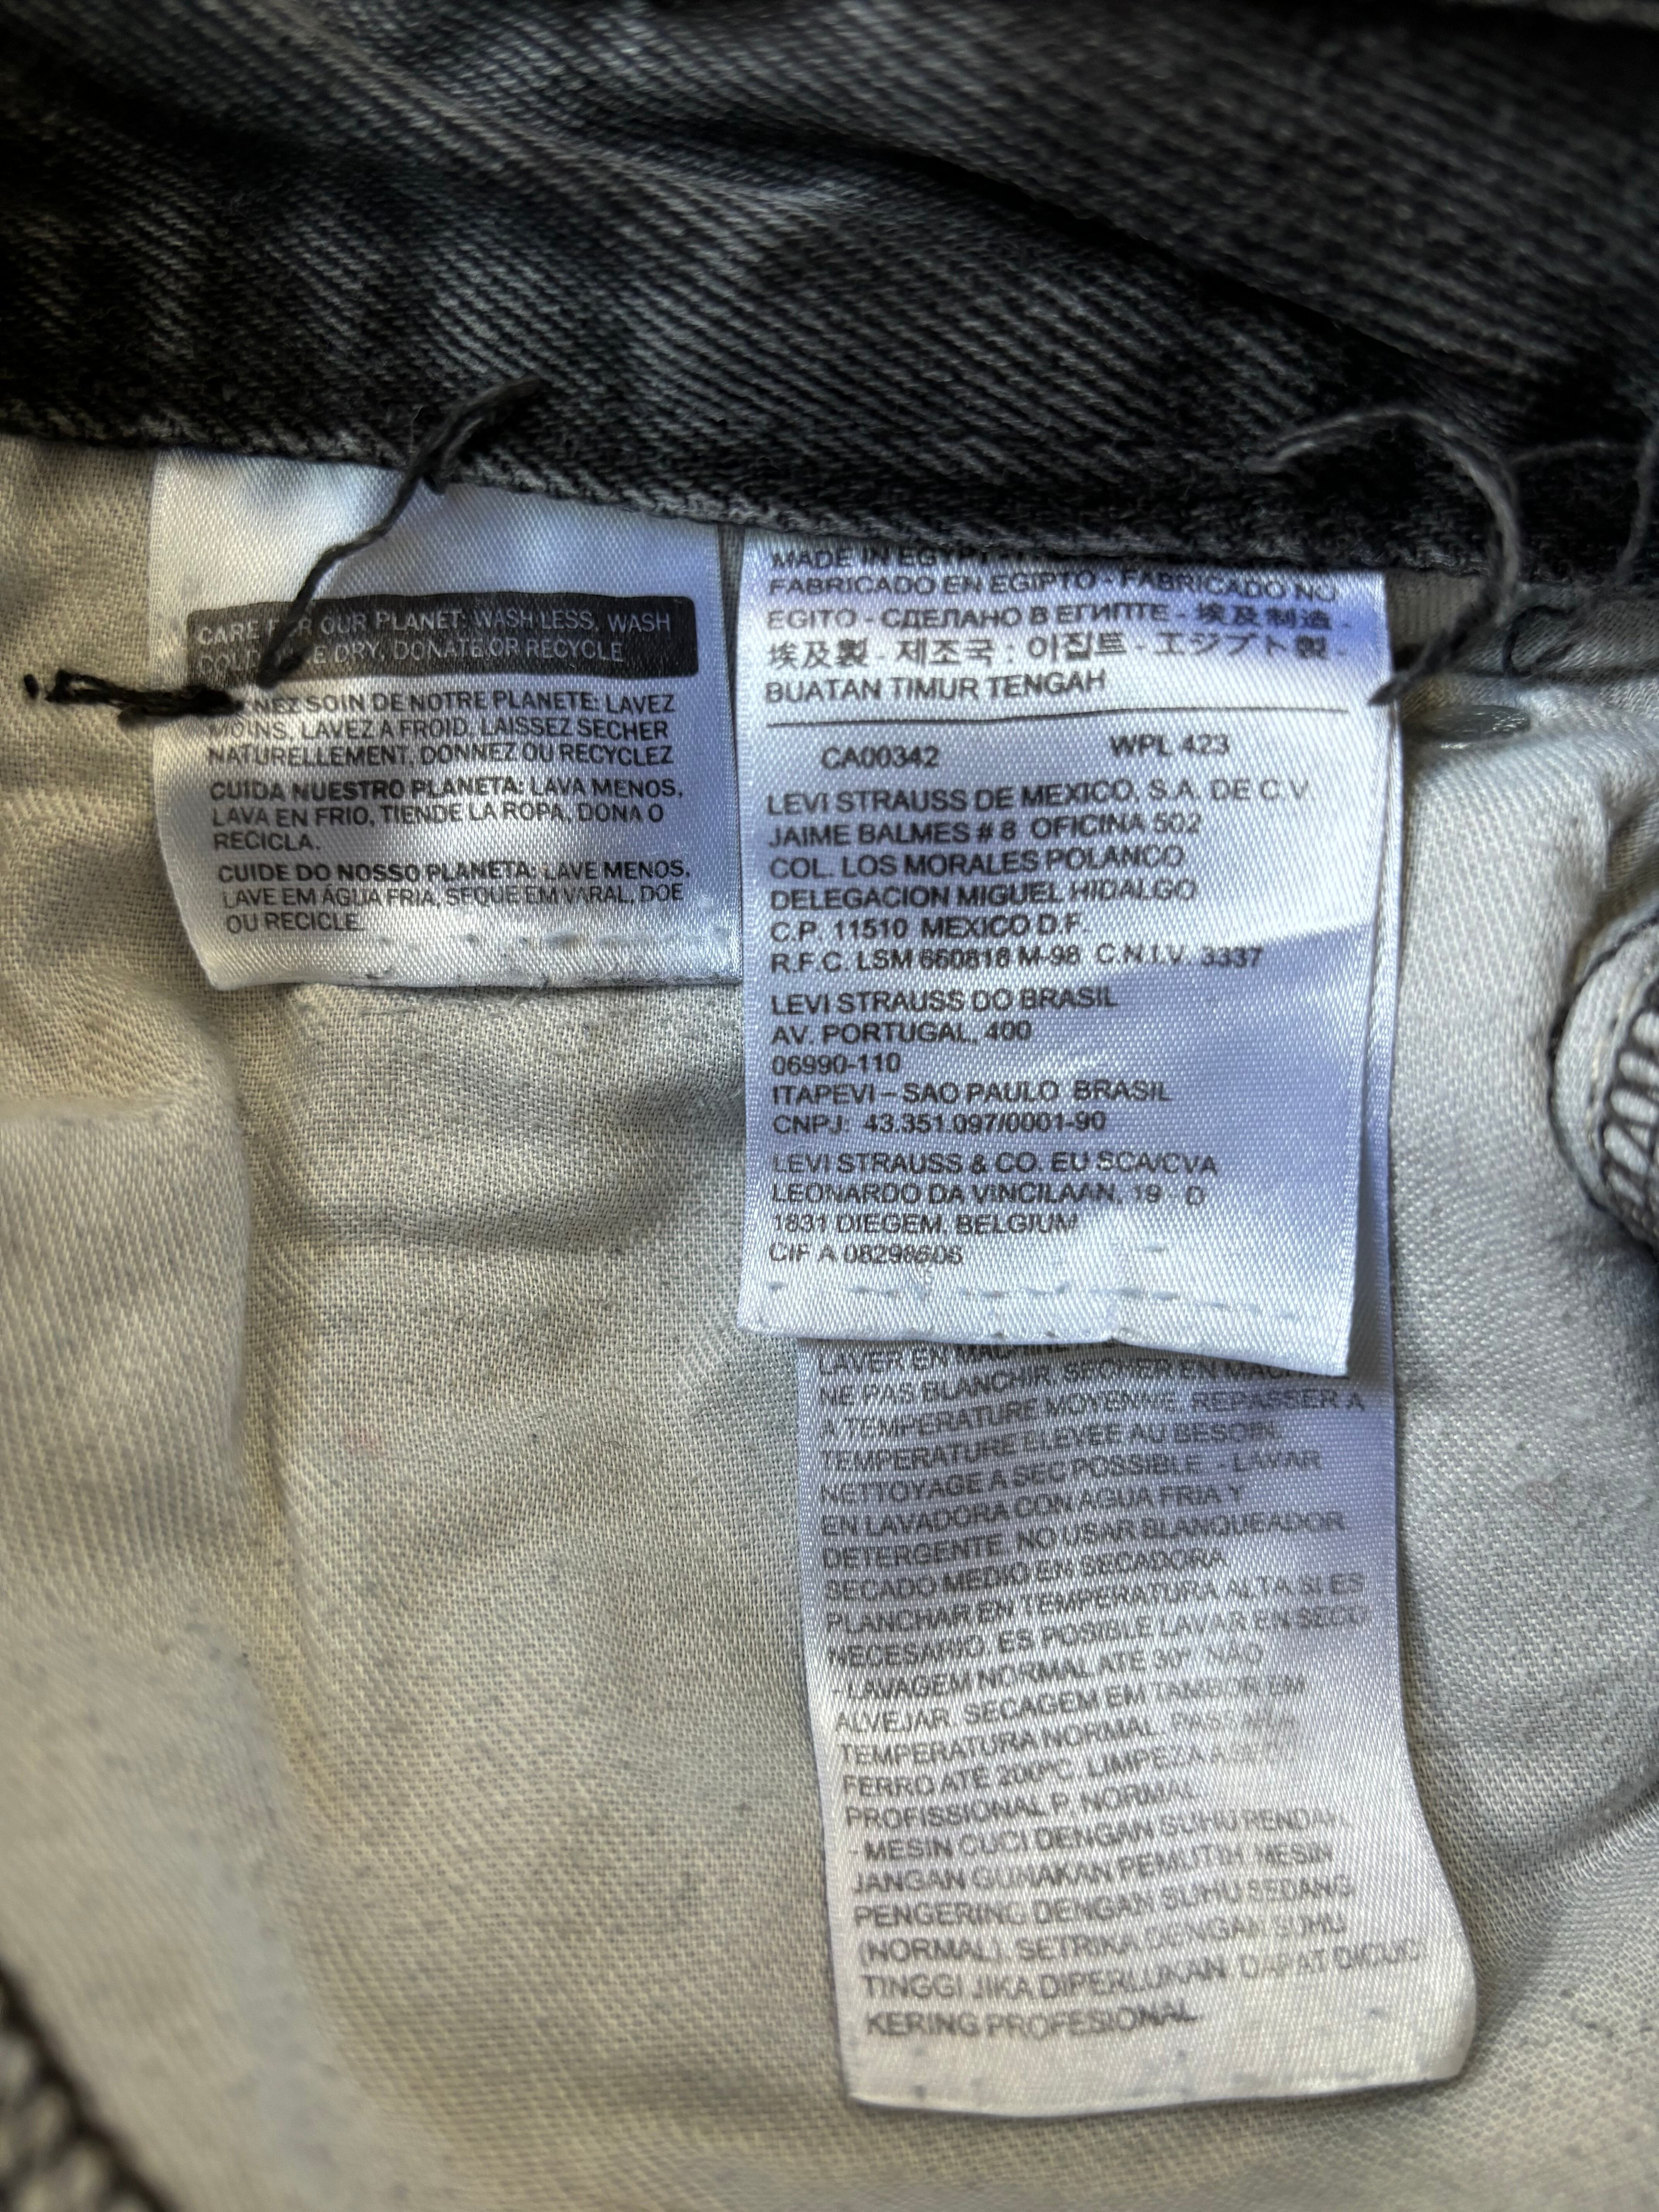 CARE OUR PLANET: WASH LESS, WASH
DRY, DONATE OR RECYCLE
SOIN DE NOTRE PLANETE: LAVEZ
LAVEZ A FROID, LAISSEZ SECHER
NATURELLEMENT, DONNEZ OU RECYCLEZ
CUIDA NUESTRO PLANETA: LAVA MENOS,
LAVA EN FRIO, TIENDE LA ROPA, DONA O
RECICLA.
CUIDE DO NOSSO PLANETA: LAVE MENOS,
LAVE EM ÁGUA FRIA, SEQUE EM VARAL, DOE
OU RECICLE.
MADE IN EGYPT
FABRICADO EN EGIPTO - FABRICADO NO
EGITO - СДЕЛАНО В ЕГИПТЕ - 埃及制造 -
埃及製 - 제조국 : 이집트 - エジプト製 -
BUATAN TIMUR TENGAH
CA00342 WPL 423
LEVI STRAUSS DE MEXICO, S.A. DE C.V.
JAIME BALMES # 8 OFICINA 502
COL. LOS MORALES POLANCO
DELEGACION MIGUEL HIDALGO
C.P. 11510 MEXICO D.F.
R.F.C. LSM 660818 M-98 C.N.I.V. 3337
LEVI STRAUSS DO BRASIL
AV. PORTUGAL, 400
06990-110
ITAPEVI – SAO PAULO BRASIL
CNPJ: 43.351.097/0001-90
LEVI STRAUSS & CO. EU SCA/CVA
LEONARDO DA VINCILAAN, 19 - D
1831 DIEGEM, BELGIUM
CIF A
LAVER EN
NE PAS BLANCHIR, SECHER EN
A TEMPERATURE MOYENNE, REPASSER A
TEMPERATURE ELEVEE AU BESOIN,
NETTOYAGE A SEC POSSIBLE - LAVAR
EN LAVADORA CON AGUA FRIA Y
DETERGENTE, NO USAR BLANQUEADOR
SECADO MEDIO EN SECADORA
PLANCHAR EN TEMPERATURA ALTA SI ES
NECESARIO, ES POSIBLE LAVAR EN SECO
- LAVAGEM NORMAL ATÉ 30º, NÃO
ALVEJAR, SECAGEM EM TAMBOR EM
TEMPERATURA NORMAL,
FERRO ATÉ 200ºC, LIMPEZA A
PROFISSIONAL P, NORMAL
- MESIN CUCI DENGAN SUHU RENDAH,
JANGAN GUNAKAN PEMUTIH MESIN
PENGERING DENGAN SUHU SEDANG
(NORMAL), SETRIKA DENGAN SUHU
TINGGI JIKA DIPERLUKAN DAPAT DICUCI
KERING PROFESIONAL